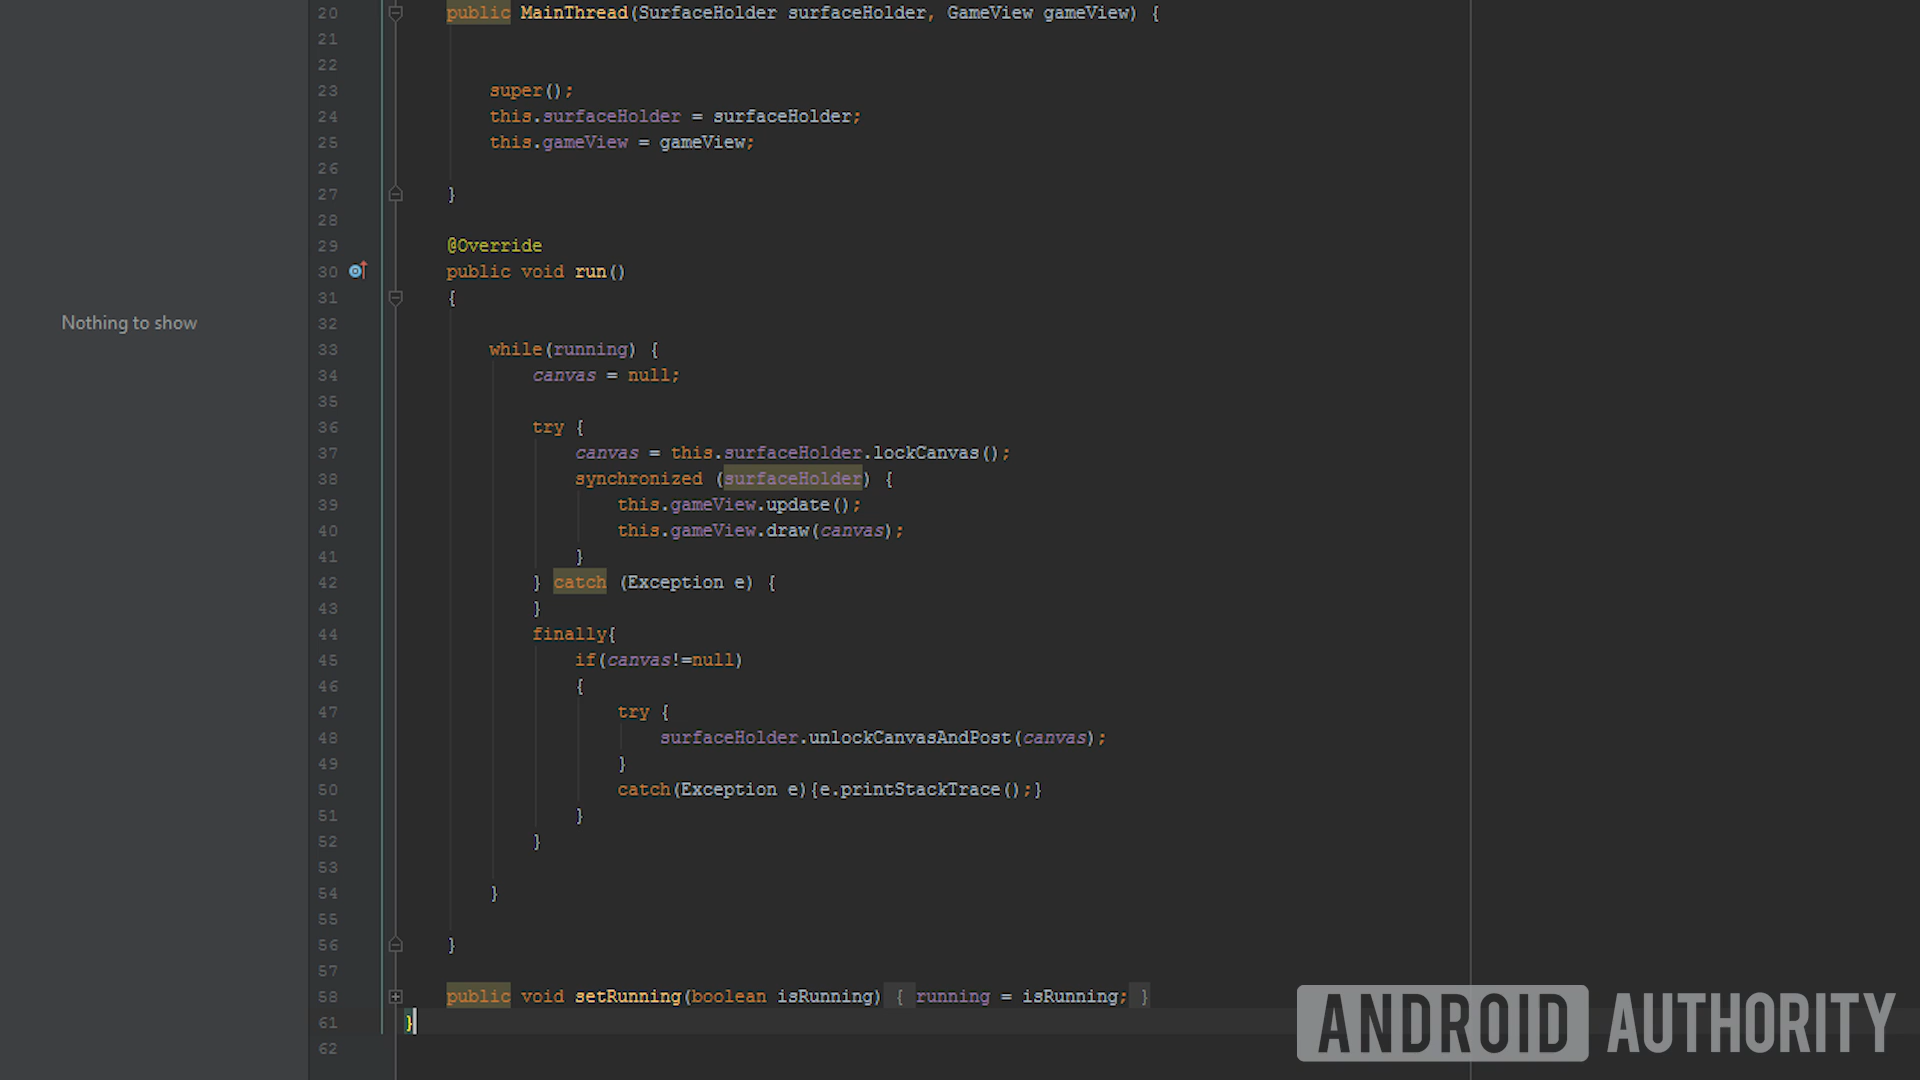 Nothing to show
20 public MainThread(SurfaceHolder surfaceHolder, GameView gameView) {
21
22
23 super();
24 this.surfaceHolder = surfaceHolder;
25 this.gameView = gameView;
26
27 }
28
29 @Override
30 public void run()
31 {
32
33 while(running) {
34 canvas = null;
35
36 try {
37 canvas = this.surfaceHolder.lockCanvas();
38 synchronized (surfaceHolder) {
39 this.gameView.update();
40 this.gameView.draw(canvas);
41 }
42 } catch (Exception e) {
43 }
44 finally{
45 if(canvas!=null)
46 {
47 try {
48 surfaceHolder.unlockCanvasAndPost(canvas);
49 }
50 catch(Exception e){e.printStackTrace();}
51 }
52 }
53
54 }
55
56 }
57
58 public void setRunning(boolean isRunning) { running = isRunning; }
61 }
62
ANDROID AUTHORITY